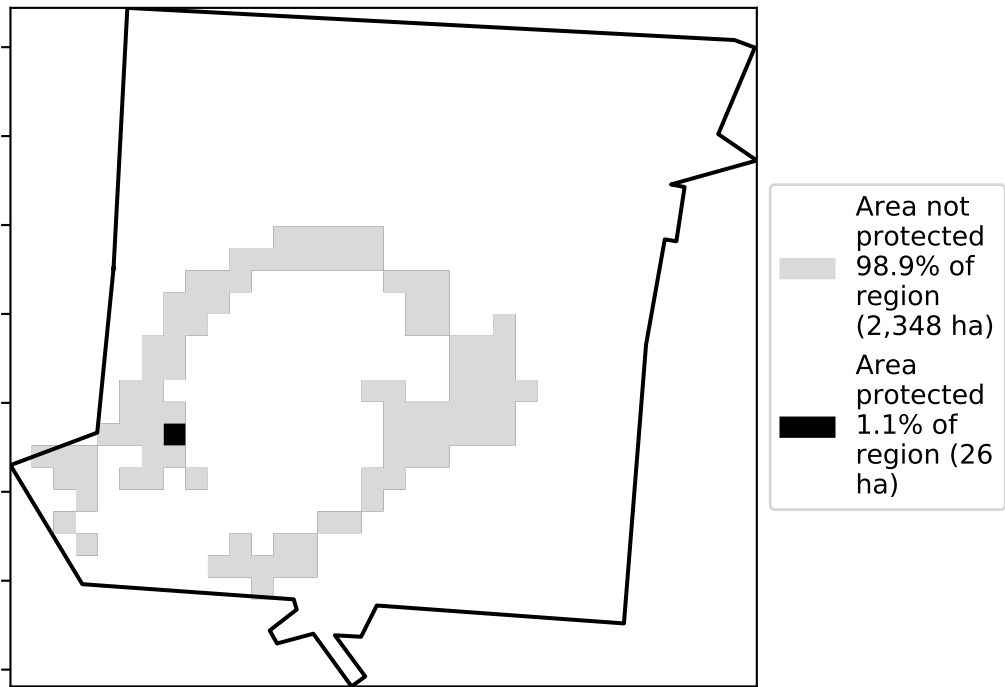 Area not
protected
98.9% of
region
(2,348 ha)
Area
protected
1.1% of
region (26
ha)